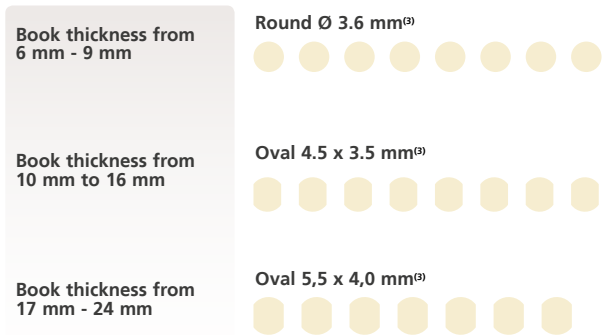 Book thickness from
6 mm - 9 mm
Round Ø 3.6 mm(3)
Book thickness from
10 mm to 16 mm
Oval 4.5 x 3.5 mm(3)
Book thickness from
17 mm - 24 mm
Oval 5,5 x 4,0 mm(3)